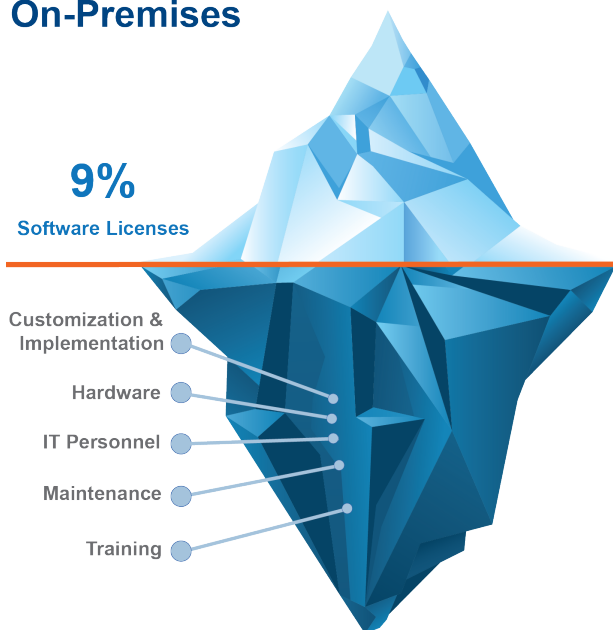 On-Premises
9%
Software Licenses
Customization &
Implementation
Hardware
IT Personnel
Maintenance
Training